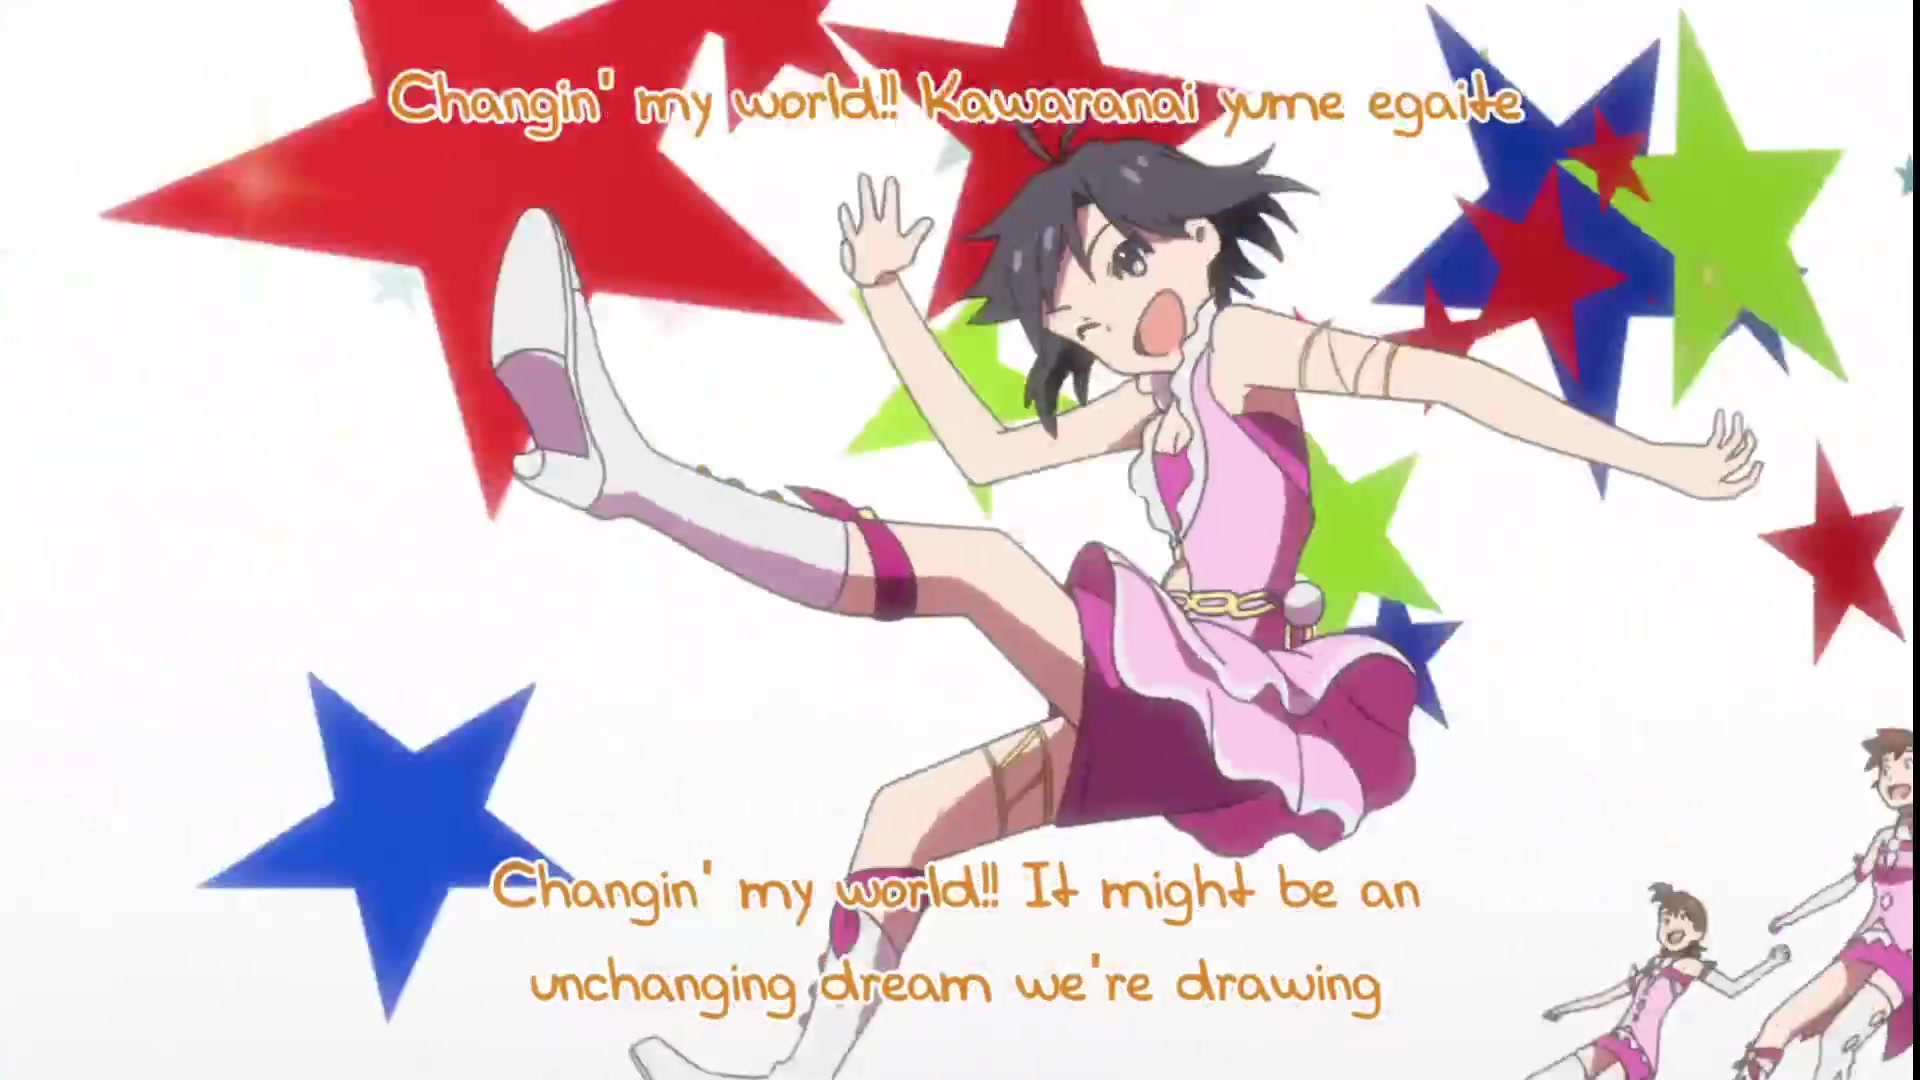 Changin' my world!! Kawaranai yume egaite
Changin' my world!! It might be an
unchanging dream we're drawing